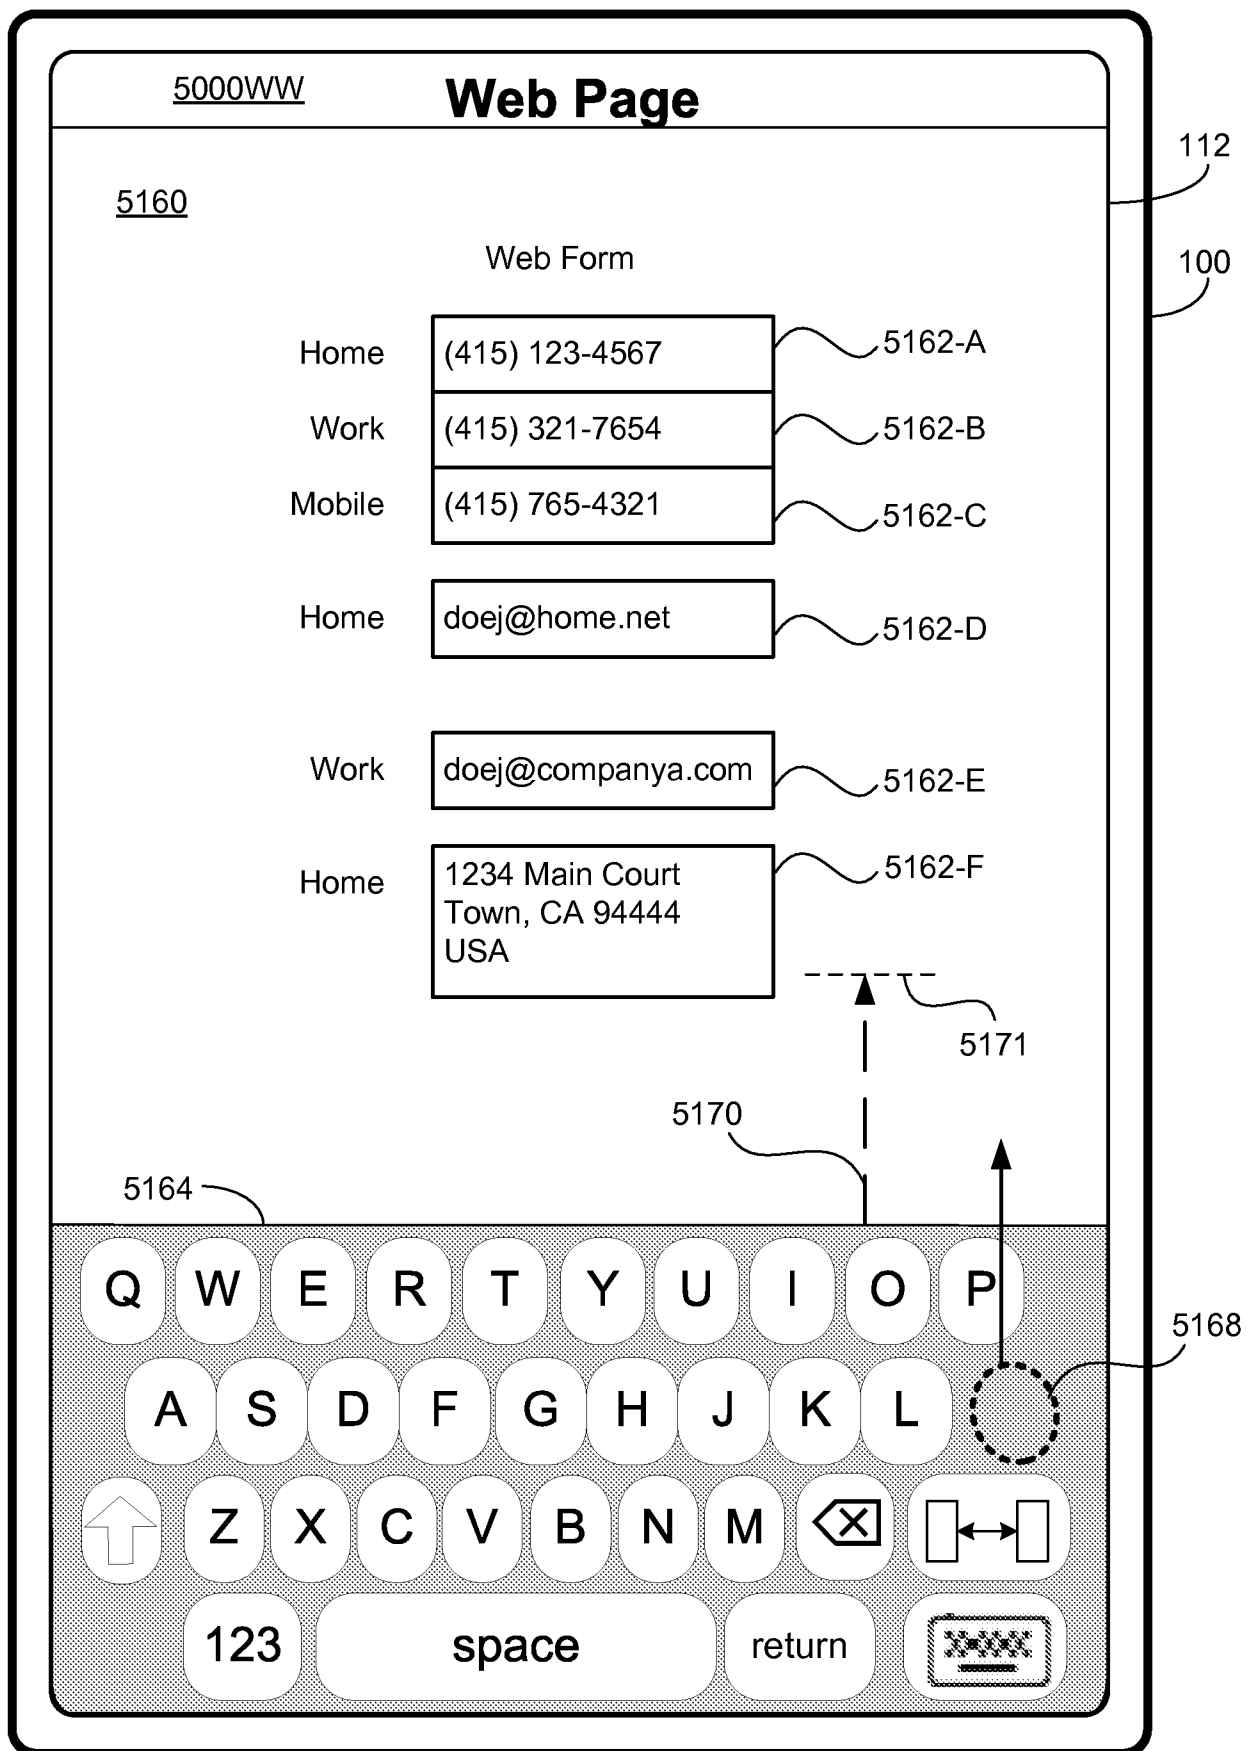 5000WW
Web Page
112
5160
100
Web Form
Home (415) 123-4567 5162-A
Work (415) 321-7654 5162-B
Mobile (415) 765-4321 5162-C
Home doej@home.net 5162-D
Work doej@companya.com 5162-E
Home 1234 Main Court 5162-F
Town, CA 94444
USA
5171
5170
5164
Q W E R T Y U I O P
5168
A S D F G H J K L
Z X C V B N M
123 space return